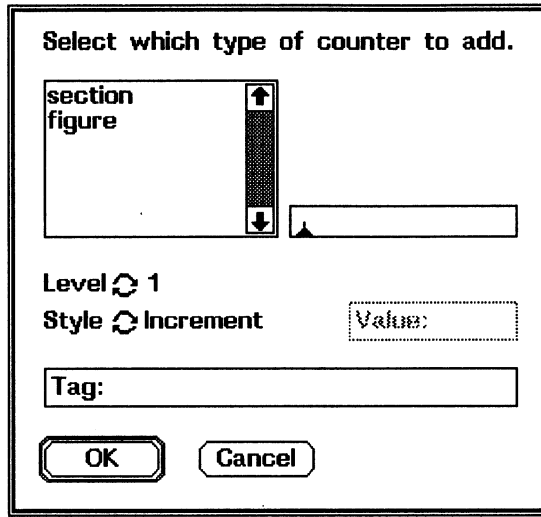 Select which type of counter to add.
section
figure
Level 1
Style Increment
Value:
Tag:
OK
Cancel